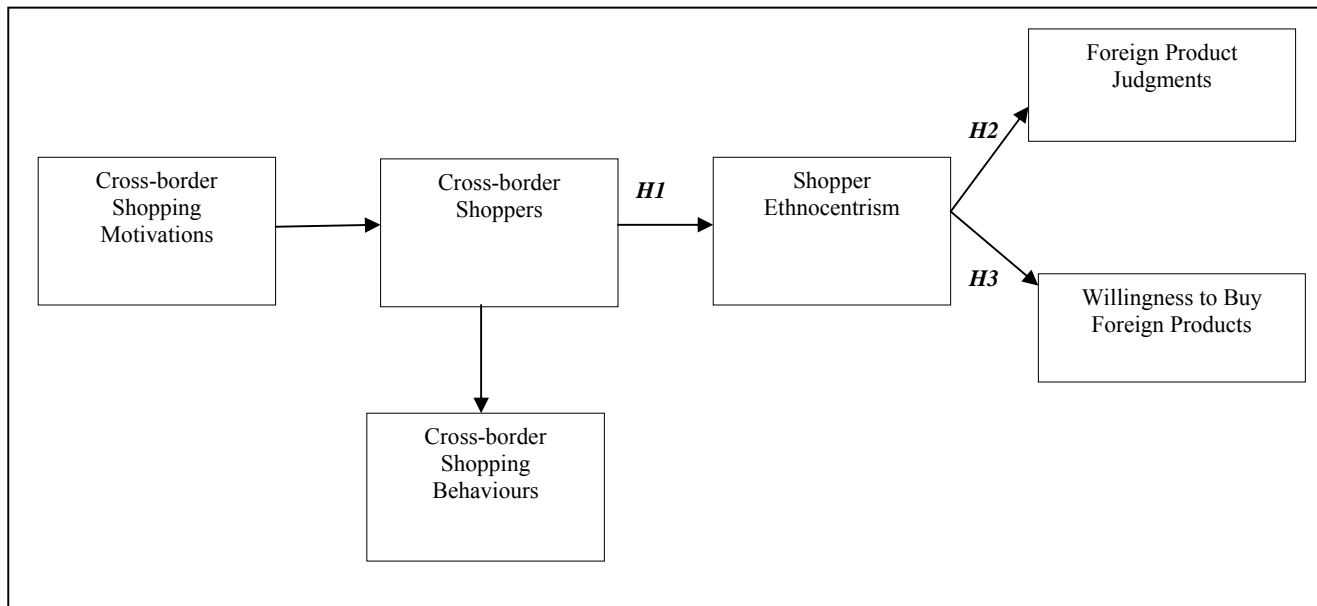 Foreign Product
Judgments
H2
Cross-border
Shopping
Motivations
Cross-border
Shoppers
H1
Shopper
Ethnocentrism
H3
Willingness to Buy
Foreign Products
Cross-border
Shopping
Behaviours